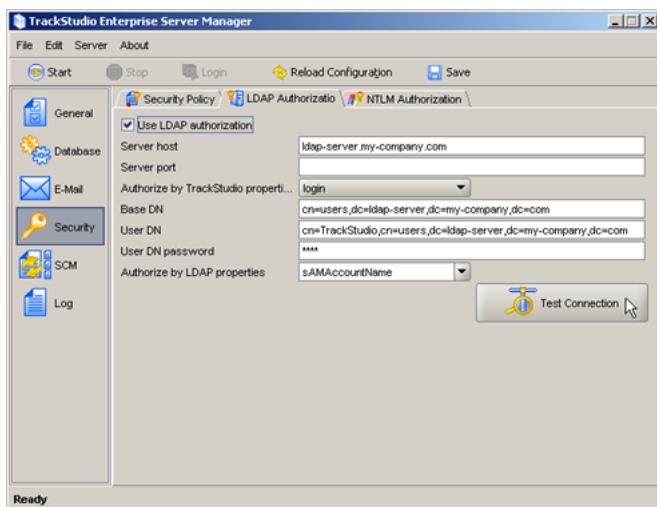 TrackStudio Enterprise Server Manager
File Edit Server About
Start Stop Login Reload Configuration Save
General
Database
E-Mail
Security
SCM
Log
Security Policy LDAP Authorizatio NTLM Authorization
Use LDAP authorization
Server host ldap-server.my-company.com
Server port
Authorize by TrackStudio properti... login
Base DN cn=users,dc=ldap-server,dc=my-company,dc=com
User DN cn=TrackStudio,cn=users,dc=ldap-server,dc=my-company,dc=com
User DN password ****
Authorize by LDAP properties sAMAccountName
Test Connection
Ready